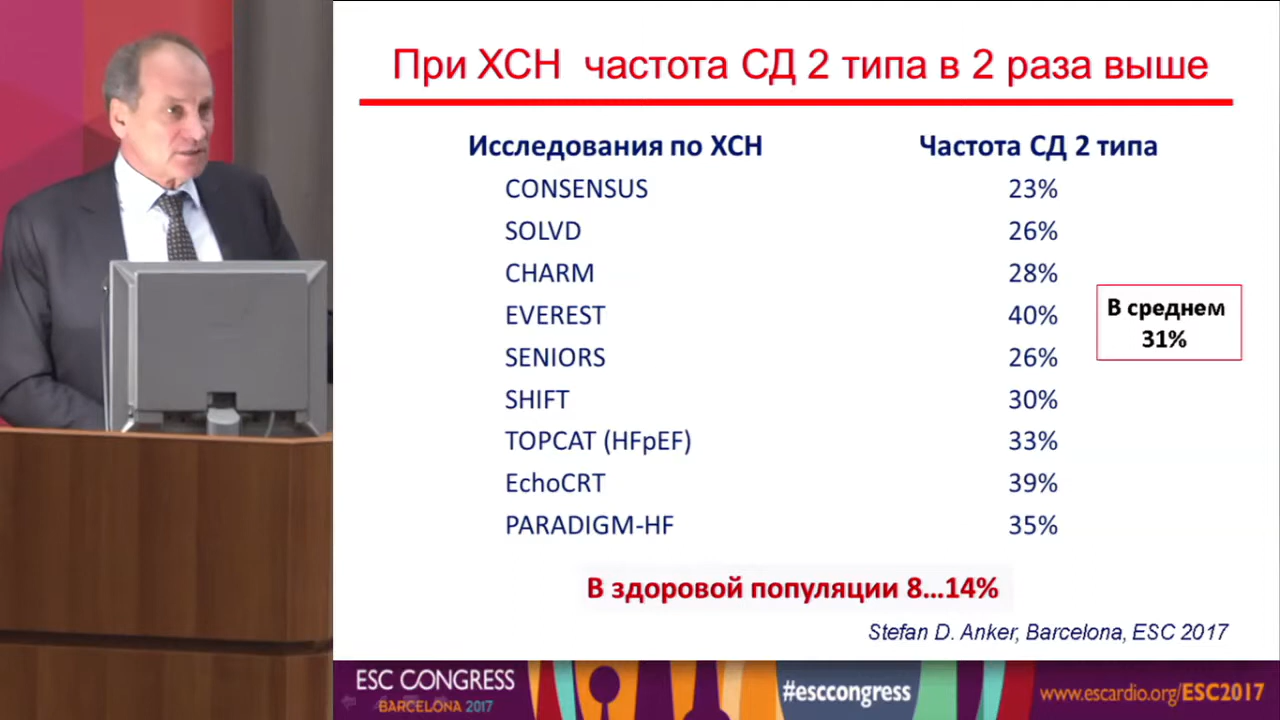 При ХСН частота СД 2 типа в 2 раза выше
Исследования по ХСН Частота СД 2 типа
CONSENSUS 23%
SOLVD 26%
CHARM 28%
EVEREST 40%
В среднем
31%
SENIORS 26%
SHIFT 30%
TOPCAT (HFpEF) 33%
EchoCRT 39%
PARADIGM-HF 35%
В здоровой популяции 8...14%
Stefan D. Anker, Barcelona, ESC 2017
ESC CONGRESS
BARCELONA 2017
#esccongress
www.escardio.org/ESC2017